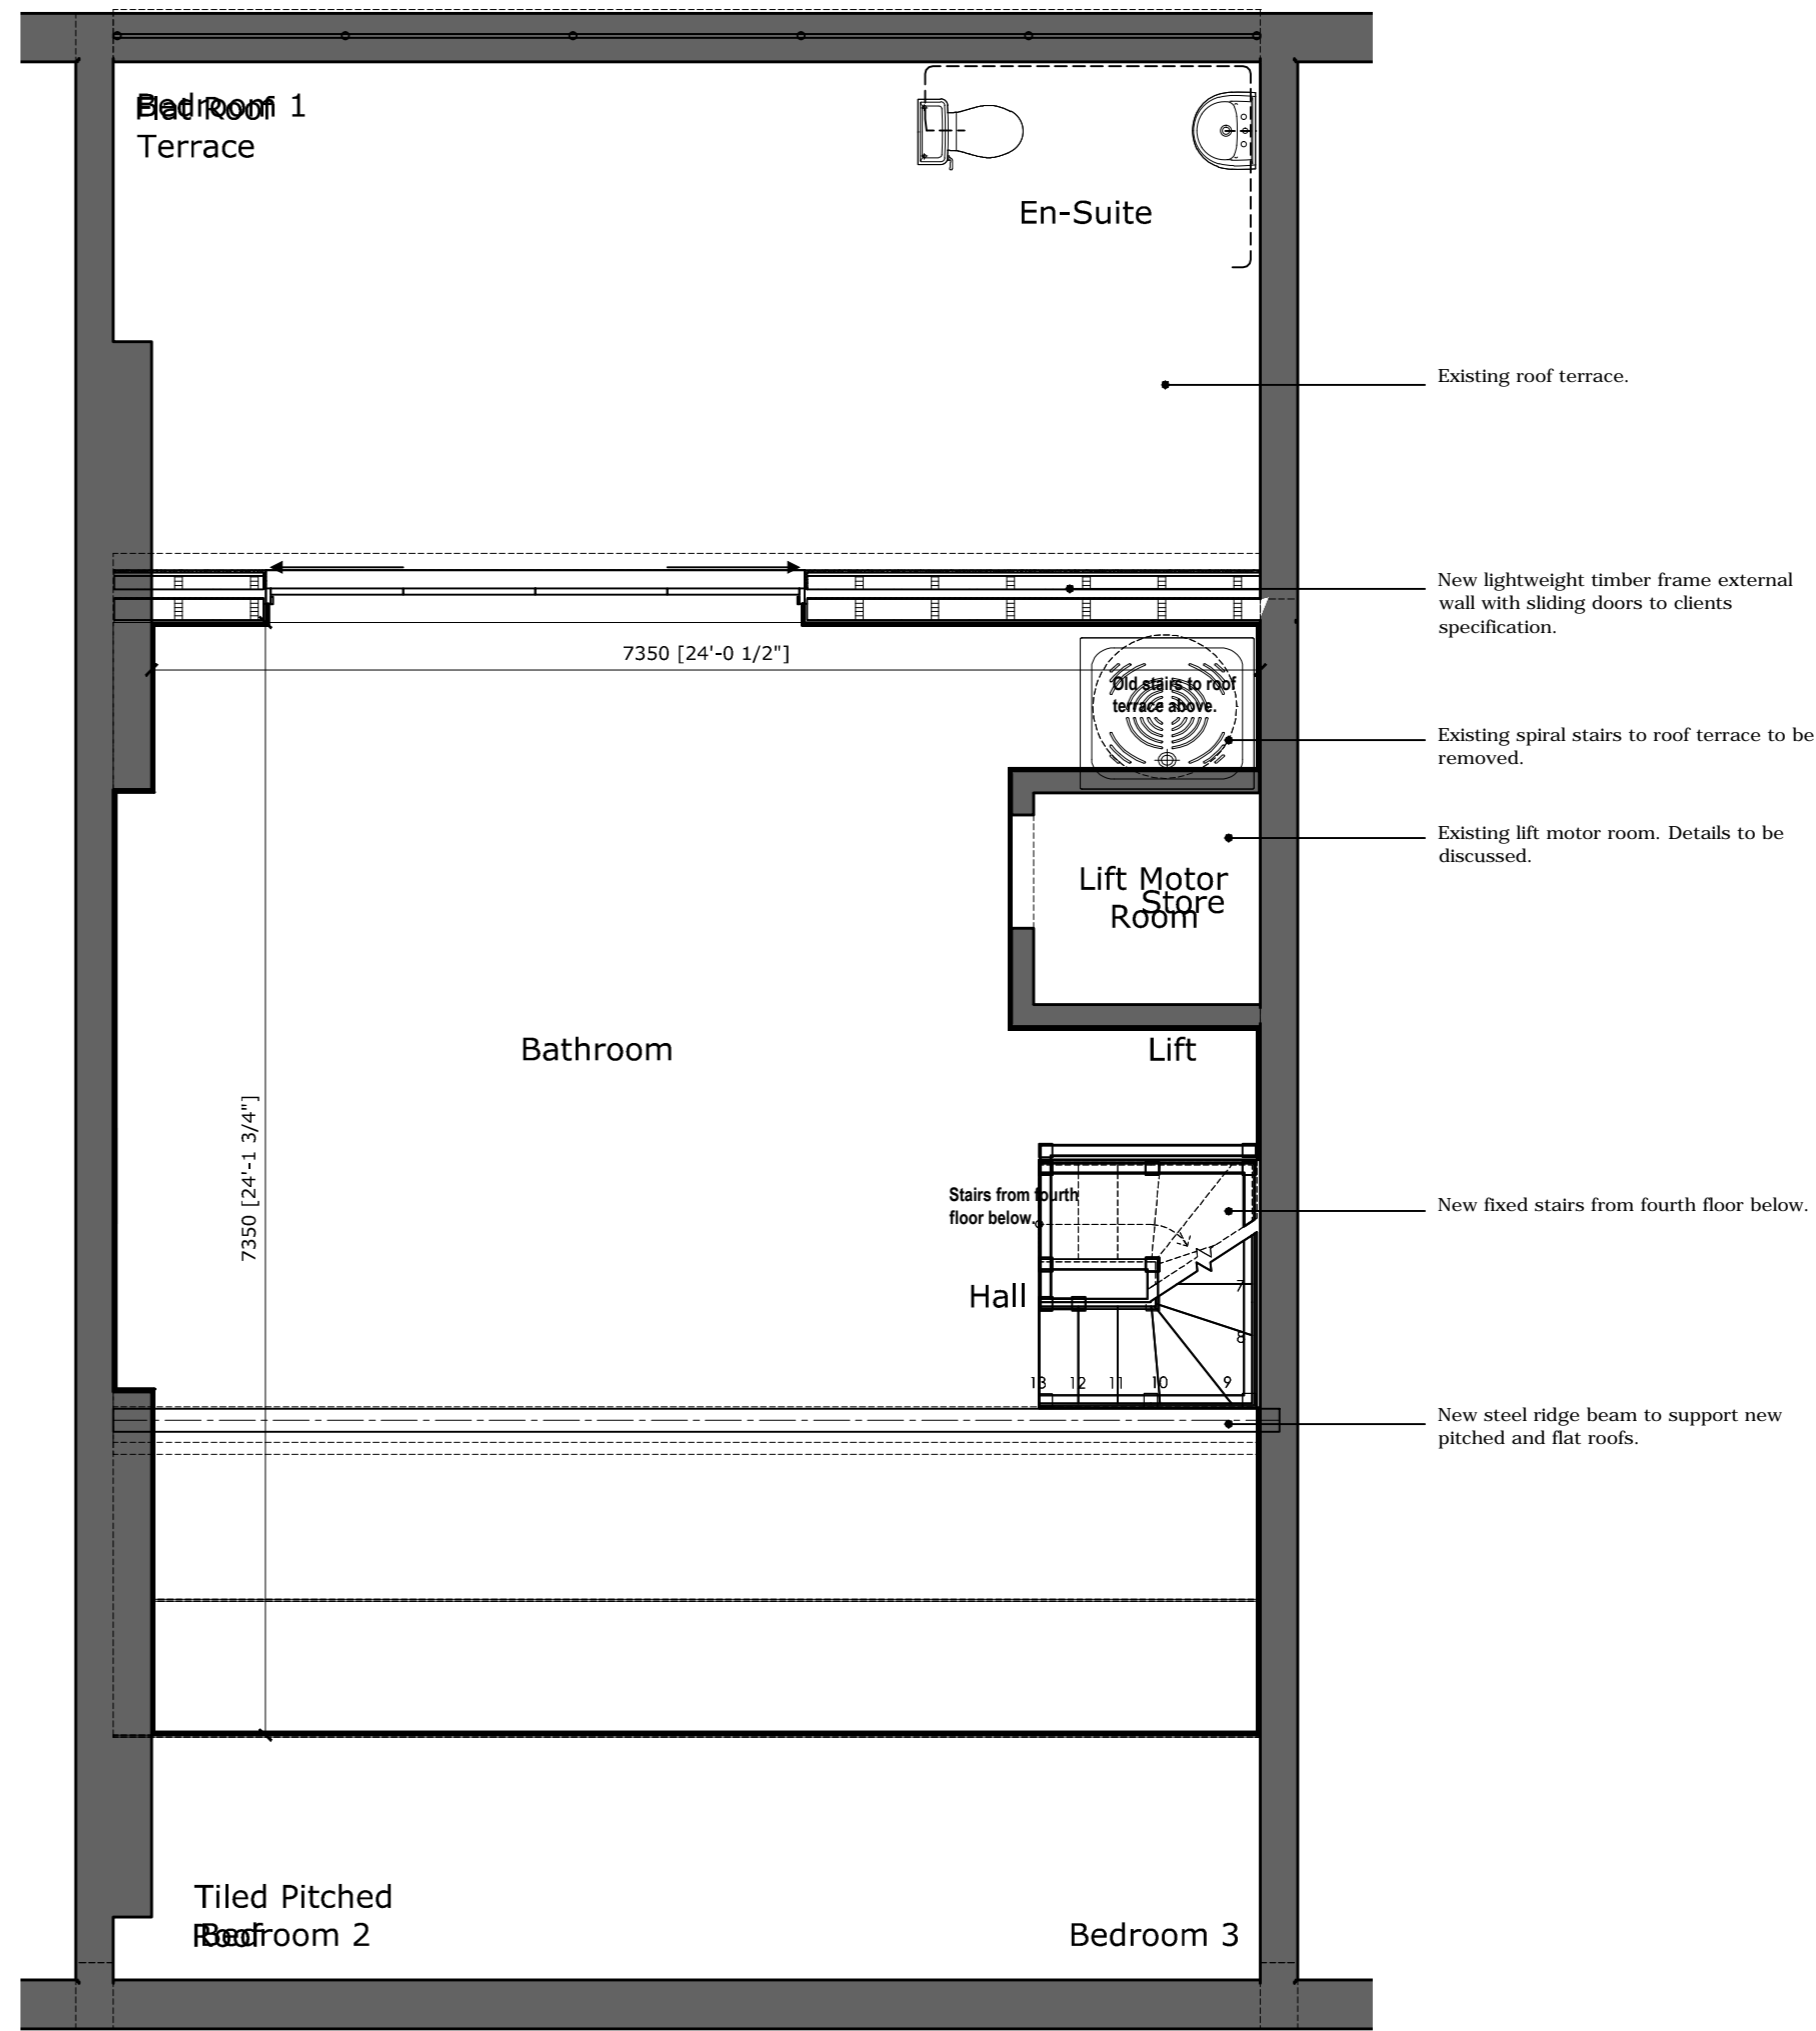 Bedroom 1
Flat Roof
Terrace
En-Suite
Existing roof terrace.
New lightweight timber frame external
wall with sliding doors to clients
specification.
7350 [24'-0 1/2"]
Old stairs to roof
terrace above.
Existing spiral stairs to roof terrace to be
removed.
Existing lift motor room. Details to be
discussed.
Lift Motor
Room
Store
Bathroom
Lift
7350 [24'-1 3/4"]
Stairs from fourth
floor below.
New fixed stairs from fourth floor below.
Hall
7
8
13 12 11 10 9
New steel ridge beam to support new
pitched and flat roofs.
Tiled Pitched
Roof
Bedroom 2
Bedroom 3